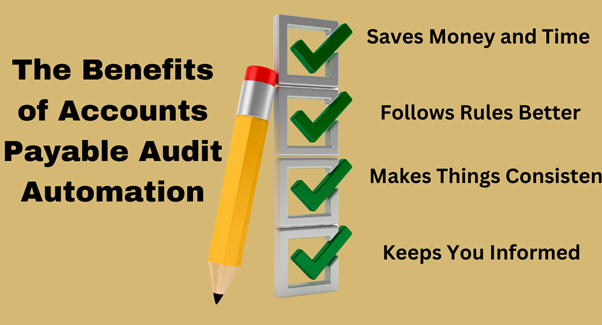 The Benefits
of Accounts
Payable Audit
Automation
Saves Money and Time
Follows Rules Better
Makes Things Consisten
Keeps You Informed